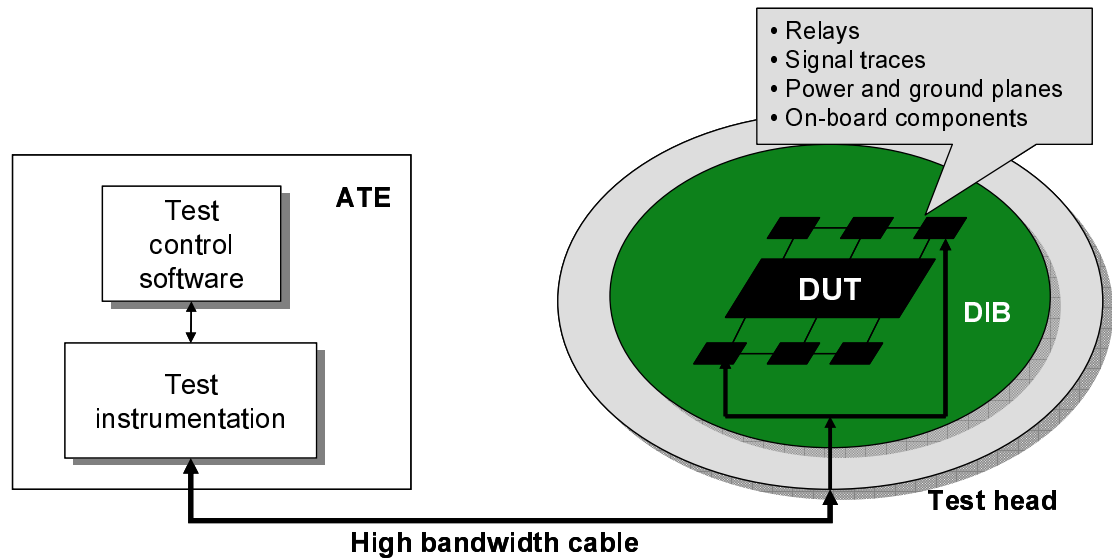 • Relays
• Signal traces
• Power and ground planes
• On-board components
ATE
Test
control
software
Test
instrumentation
DUT
DIB
Test head
High bandwidth cable